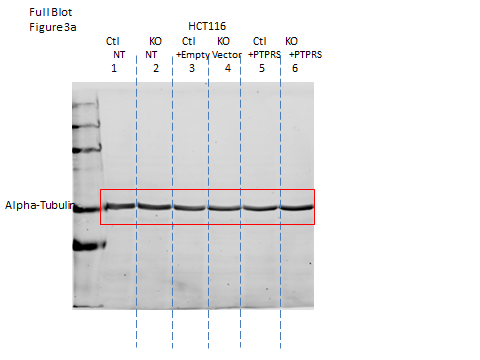 Full Blot
Figure3a
HCT116
Ctl KO Ctl KO Ctl KO
NT NT +Empty Vector +PTPRS +PTPRS
1 2 3 4 5 6
Alpha-Tubulin